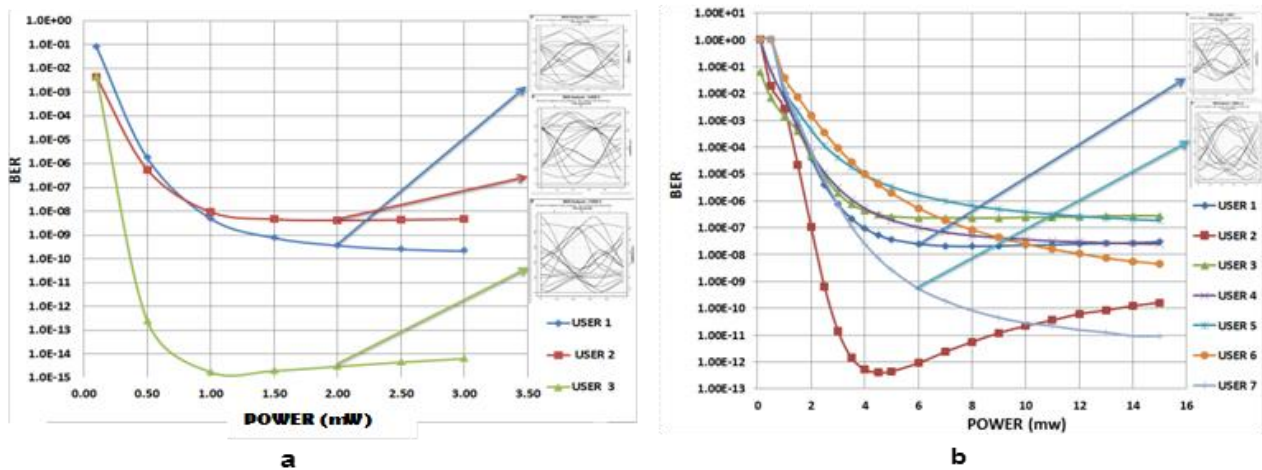 a
1.0E+00
1.0E-01
1.0E-02
1.0E-03
1.0E-04
1.0E-05
1.0E-06
1.0E-07
1.0E-08
1.0E-09
1.0E-10
1.0E-11
1.0E-12
1.0E-13
1.0E-14
1.0E-15
BER
0.00 0.50 1.00 1.50 2.00 2.50 3.00 3.50
POWER (mW)
USER 1
USER 2
USER 3
a
b
1.00E+01
1.00E+00
1.00E-01
1.00E-02
1.00E-03
1.00E-04
1.00E-05
1.00E-06
1.00E-07
1.00E-08
1.00E-09
1.00E-10
1.00E-11
1.00E-12
1.00E-13
BER
0 2 4 6 8 10 12 14 16
POWER (mw)
USER 1
USER 2
USER 3
USER 4
USER 5
USER 6
USER 7
b